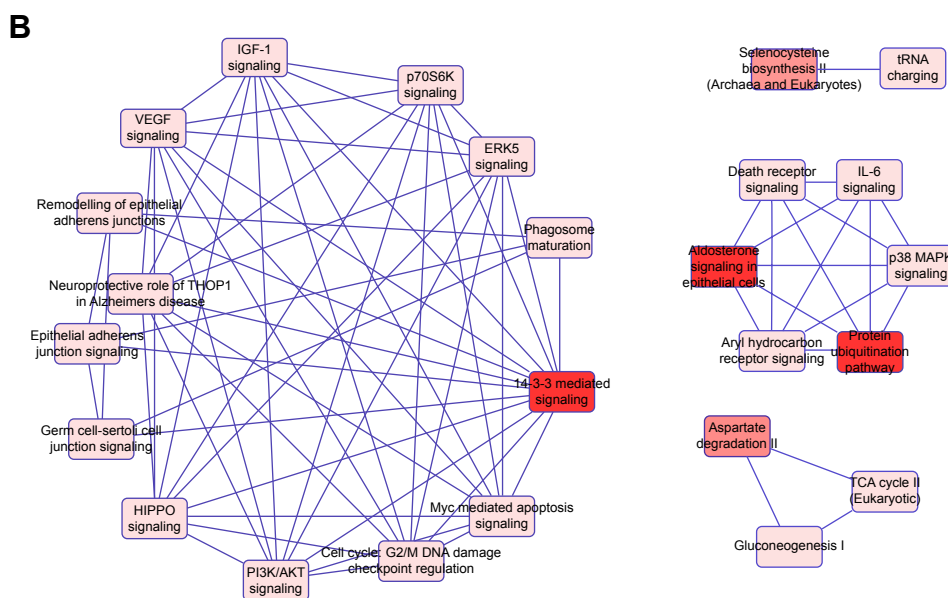 B
IGF-1
signaling
p70S6K
signaling
VEGF
signaling
ERK5
signaling
Remodelling of epithelial
adherens junctions
Phagosome
maturation
Neuroprotective role of THOP1
in Alzheimers disease
Epithelial adherens
junction signaling
14-3-3 mediated
signaling
Germ cell-sertoli cell
junction signaling
HIPPO
signaling
Myc mediated apoptosis
signaling
Cell cycle: G2/M DNA damage
checkpoint regulation
PI3K/AKT
signaling
Selenocysteine
biosynthesis II
(Archaea and Eukaryotes)
tRNA
charging
Death receptor
signaling
IL-6
signaling
Aldosterone
signaling in
epithelial cells
p38 MAPK
signaling
Aryl hydrocarbon
receptor signaling
Protein
ubiquitination
pathway
Aspartate
degradation II
TCA cycle II
(Eukaryotic)
Gluconeogenesis I